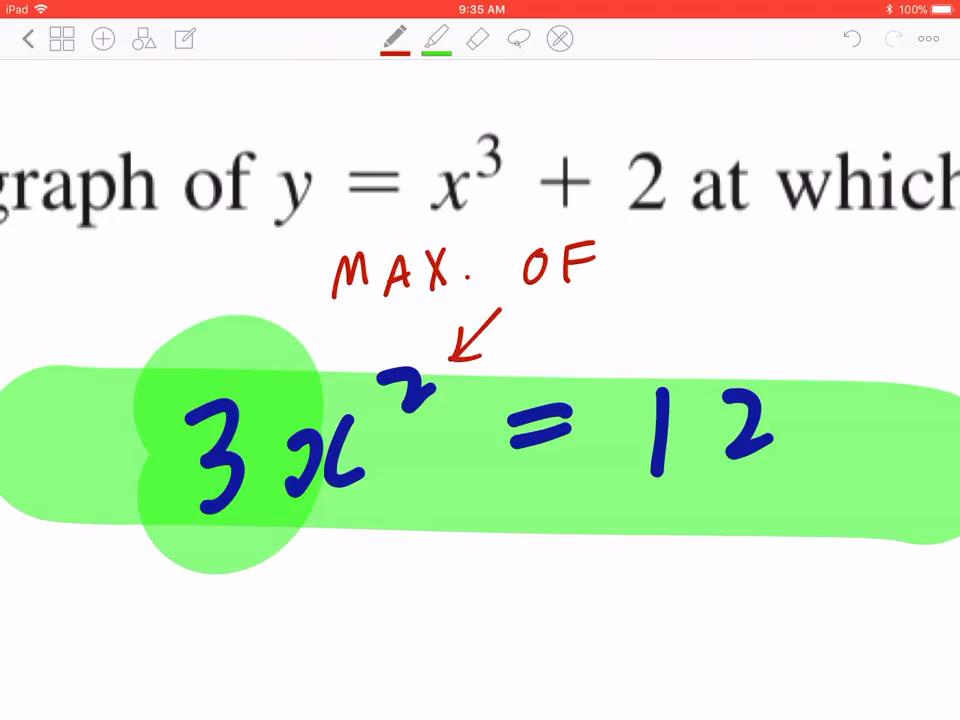 iPad 9:35 AM 100%
graph of y = x³ + 2 at which
MAX. OF
3x² = 12